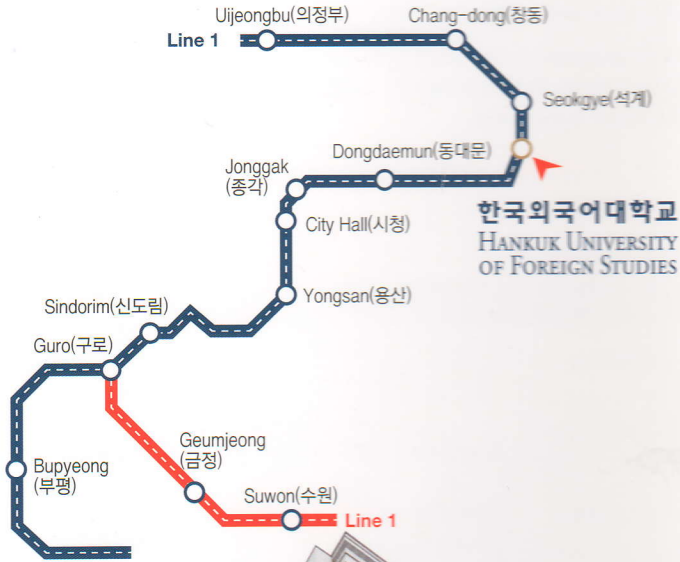 Uijeongbu(의정부)
Chang-dong(창동)
Line 1
Seokgye(석계)
Dongdaemun(동대문)
Jonggak
(종각)
한국외국어대학교
HANKUK UNIVERSITY
OF FOREIGN STUDIES
City Hall(시청)
Yongsan(용산)
Sindorim(신도림)
Guro(구로)
Geumjeong
(금정)
Bupyeong
(부평)
Suwon(수원)
Line 1